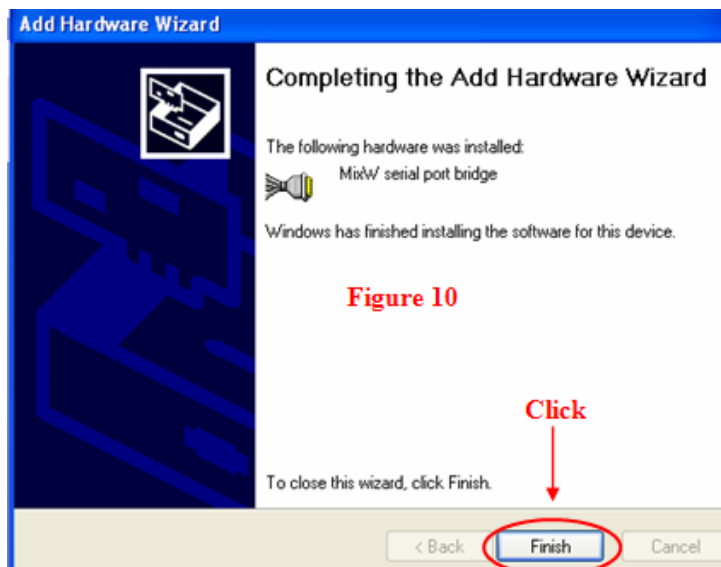 Add Hardware Wizard
Completing the Add Hardware Wizard
The following hardware was installed:
MixW serial port bridge
Windows has finished installing the software for this device.
Figure 10
Click
To close this wizard, click Finish.
< Back Finish Cancel